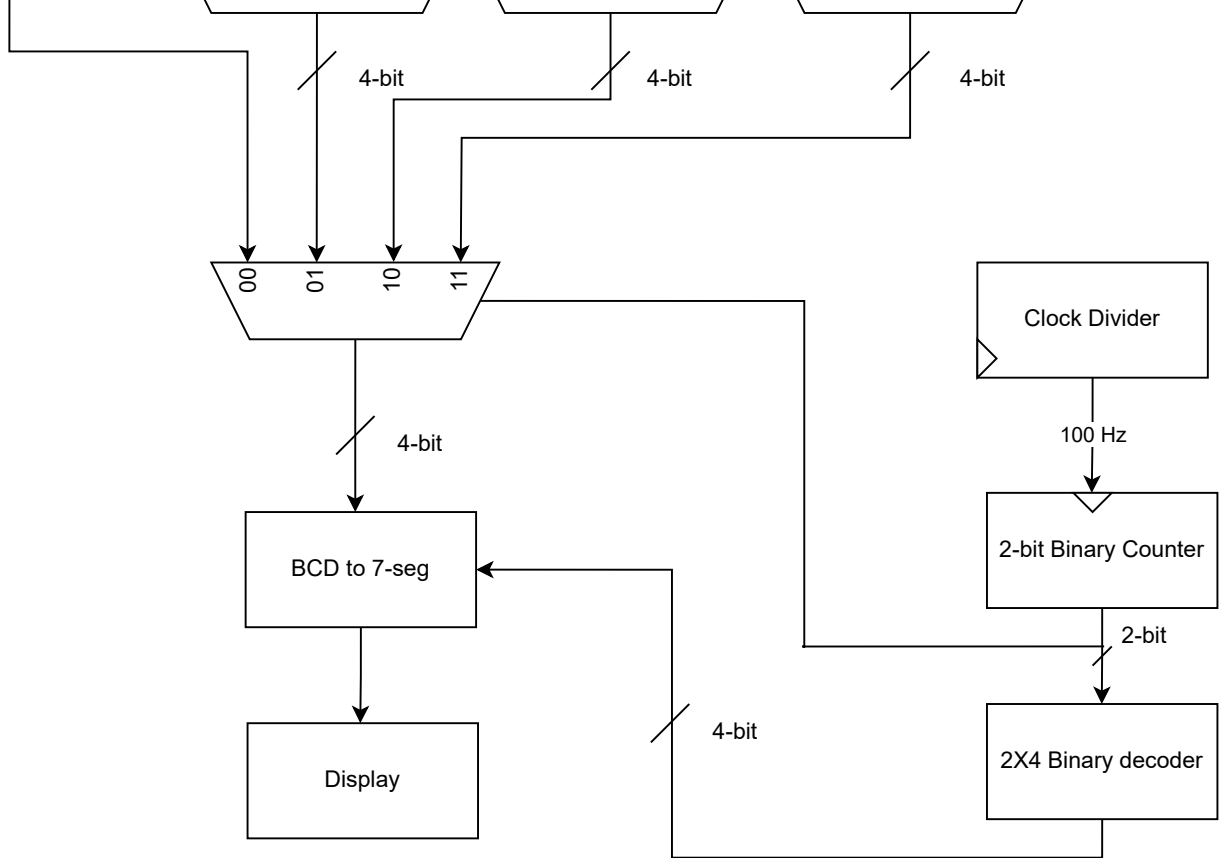 4-bit
4-bit
4-bit
00
01
10
11
Clock Divider
100 Hz
4-bit
2-bit Binary Counter
BCD to 7-seg
2-bit
4-bit
2X4 Binary decoder
Display